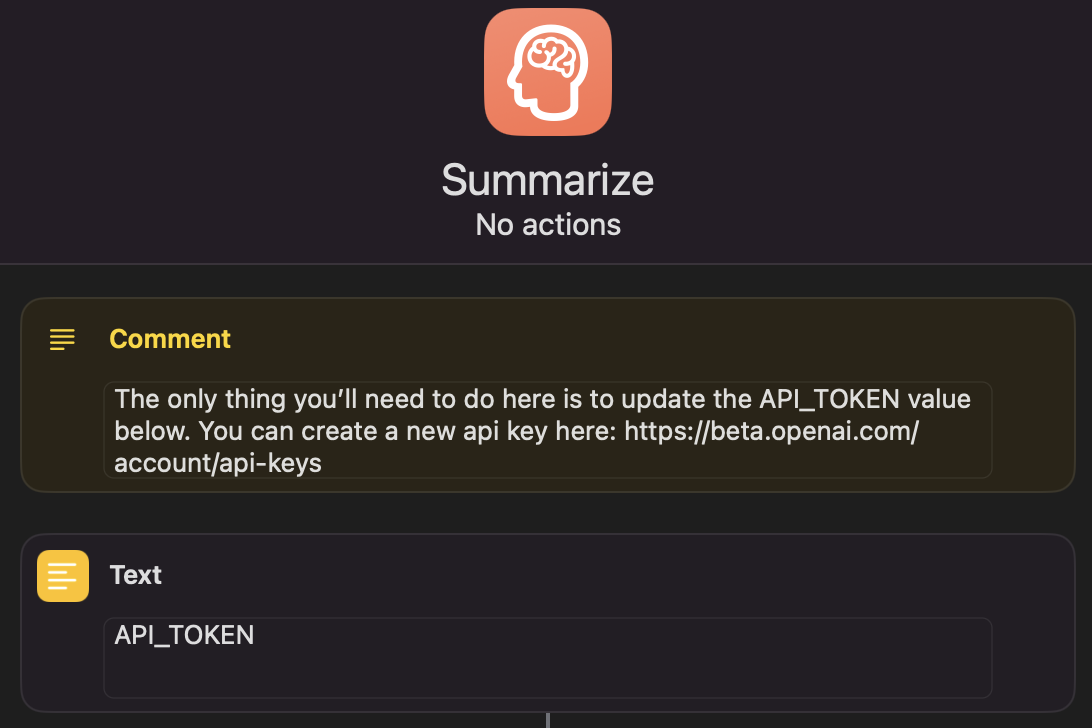 Summarize
No actions
Comment
The only thing you’ll need to do here is to update the API_TOKEN value
below. You can create a new api key here: https://beta.openai.com/
account/api-keys
Text
API_TOKEN